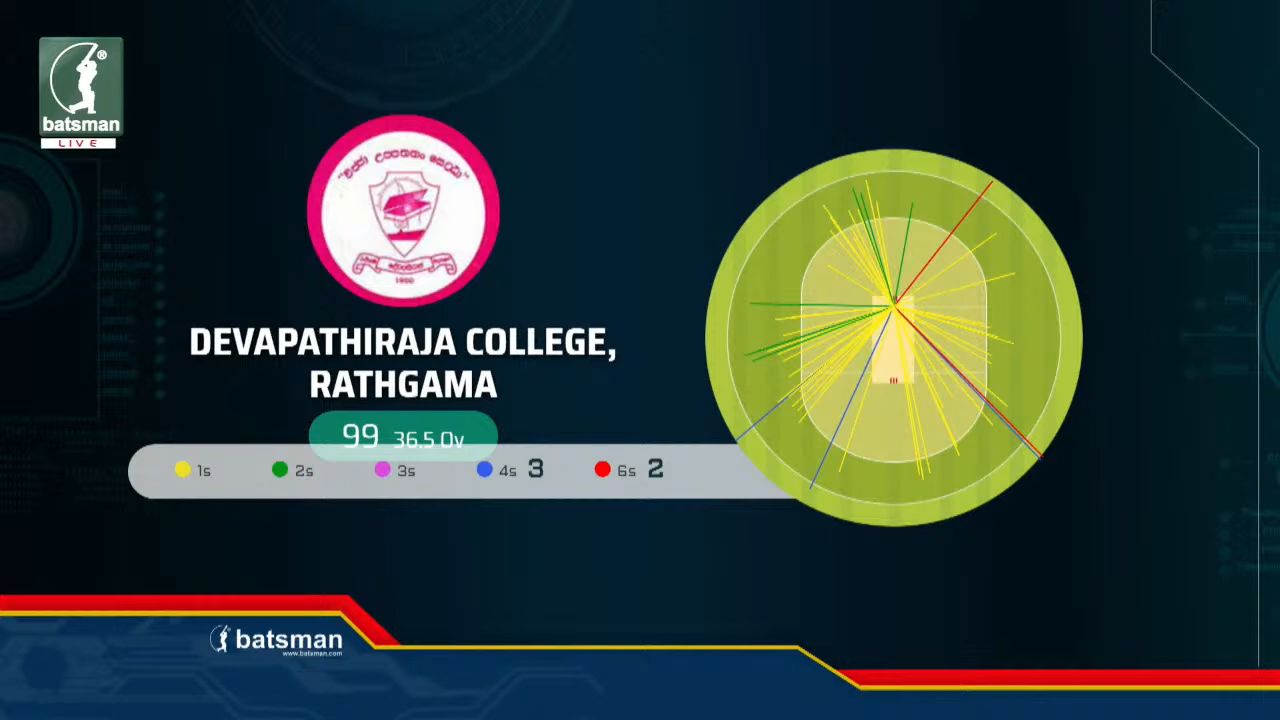 batsman
LIVE
1900
DEVAPATHIRAJA COLLEGE,
RATHGAMA
99 36.5 Ov
1s 2s 3s 4s 3 6s 2
batsman
www.batsman.com